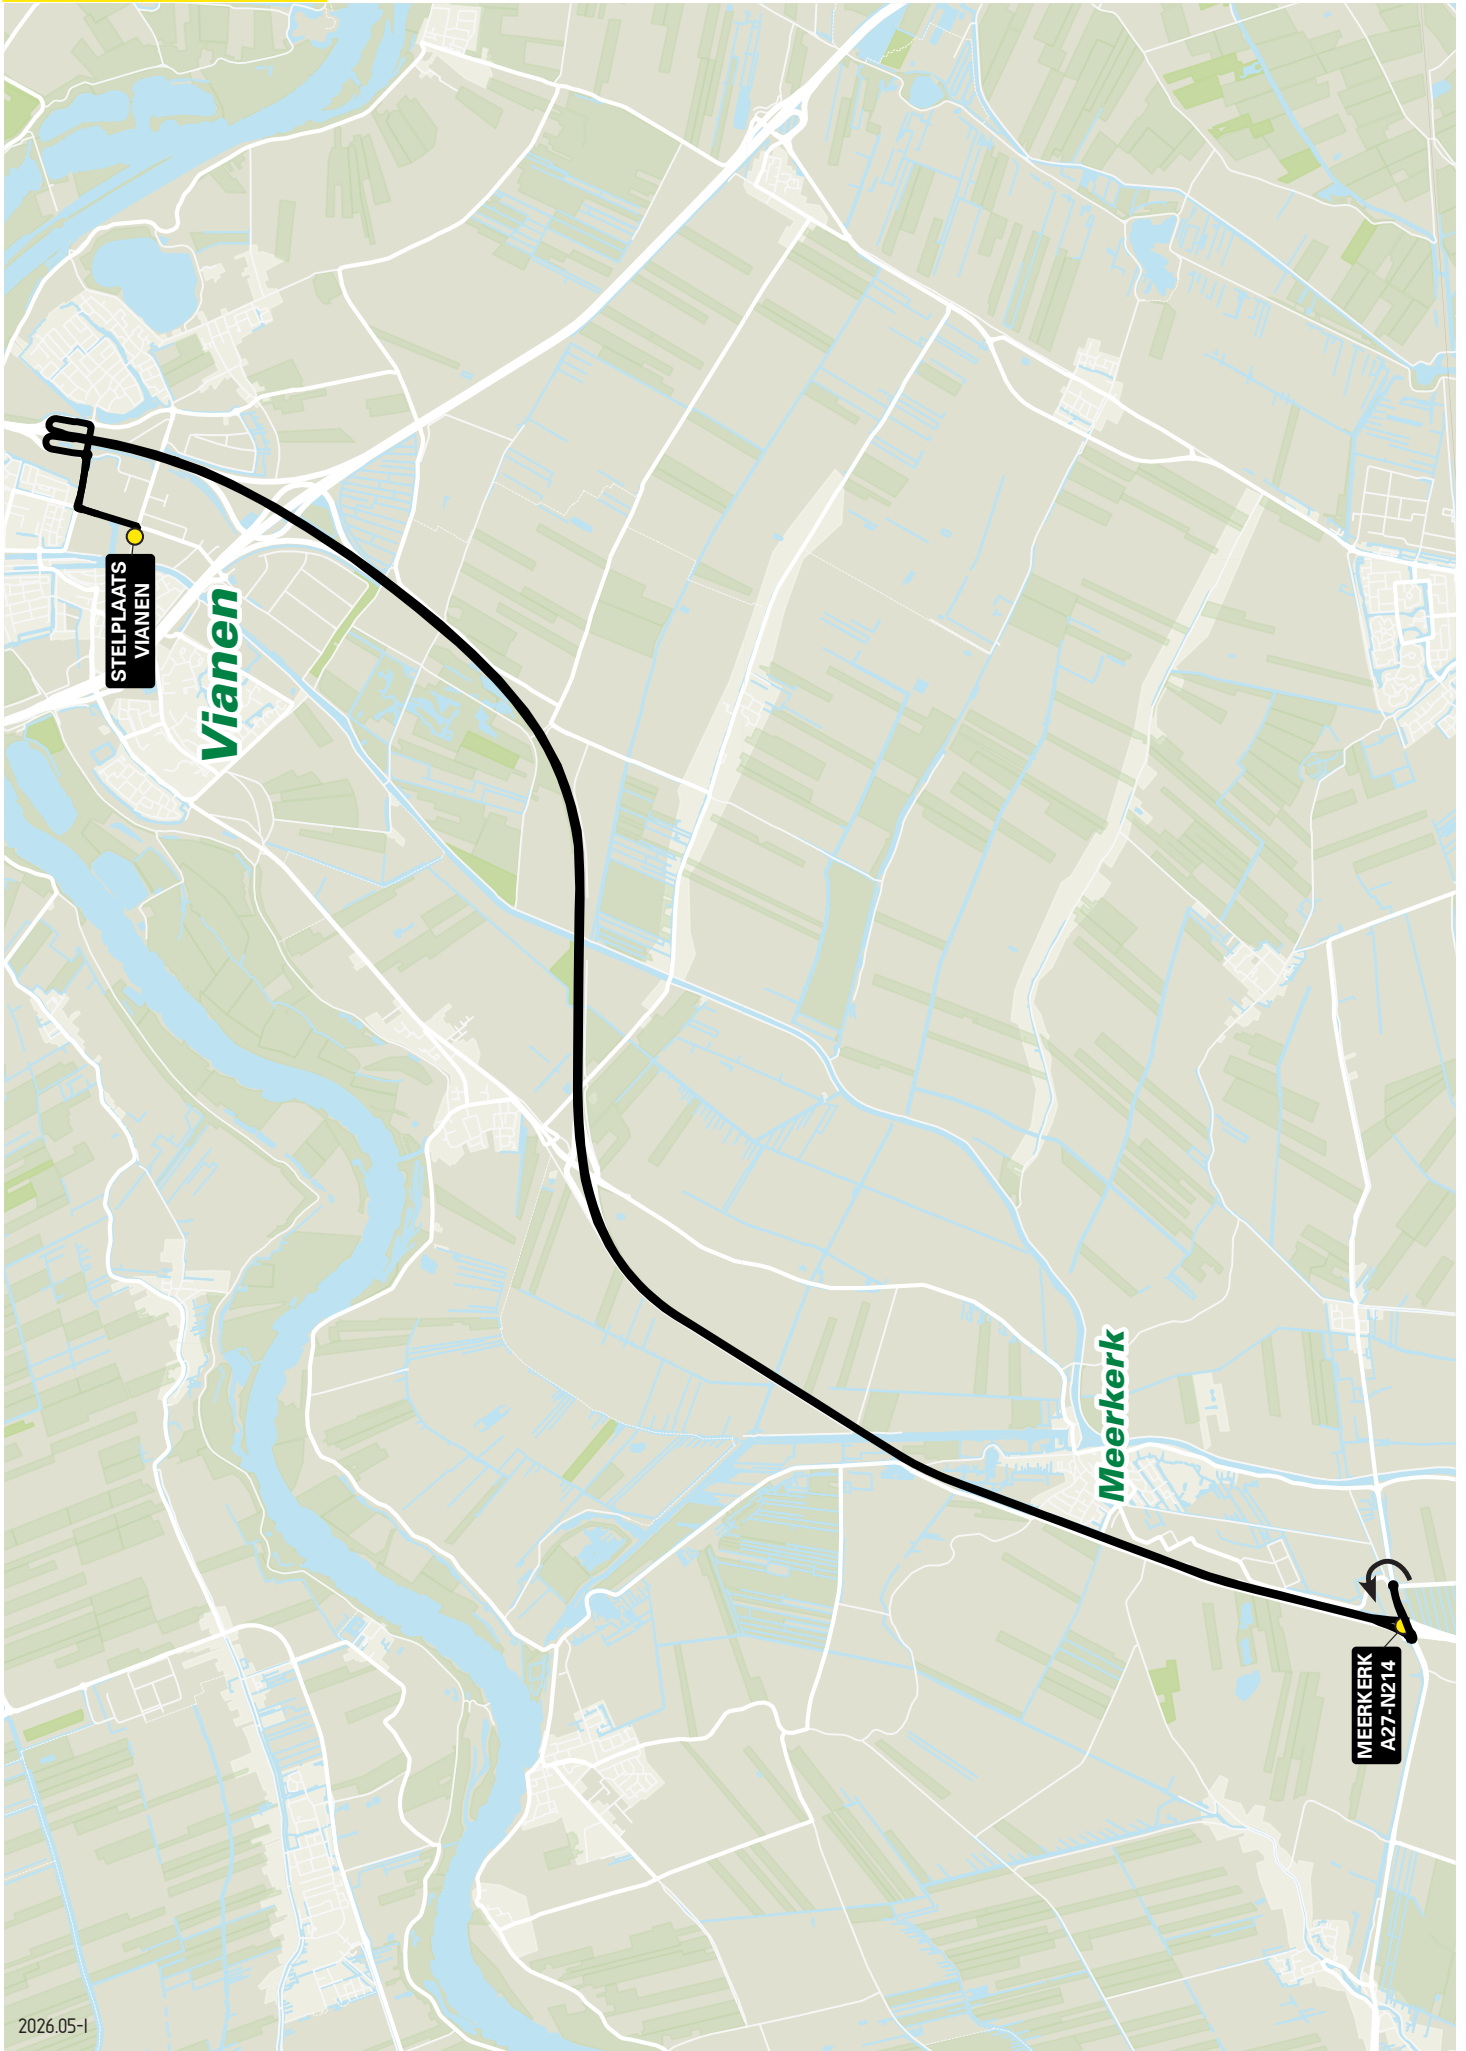 STELPLAATS
VIANEN
Vianen
Meerkerk
MEERKERK
A27-N214
2026.05-I